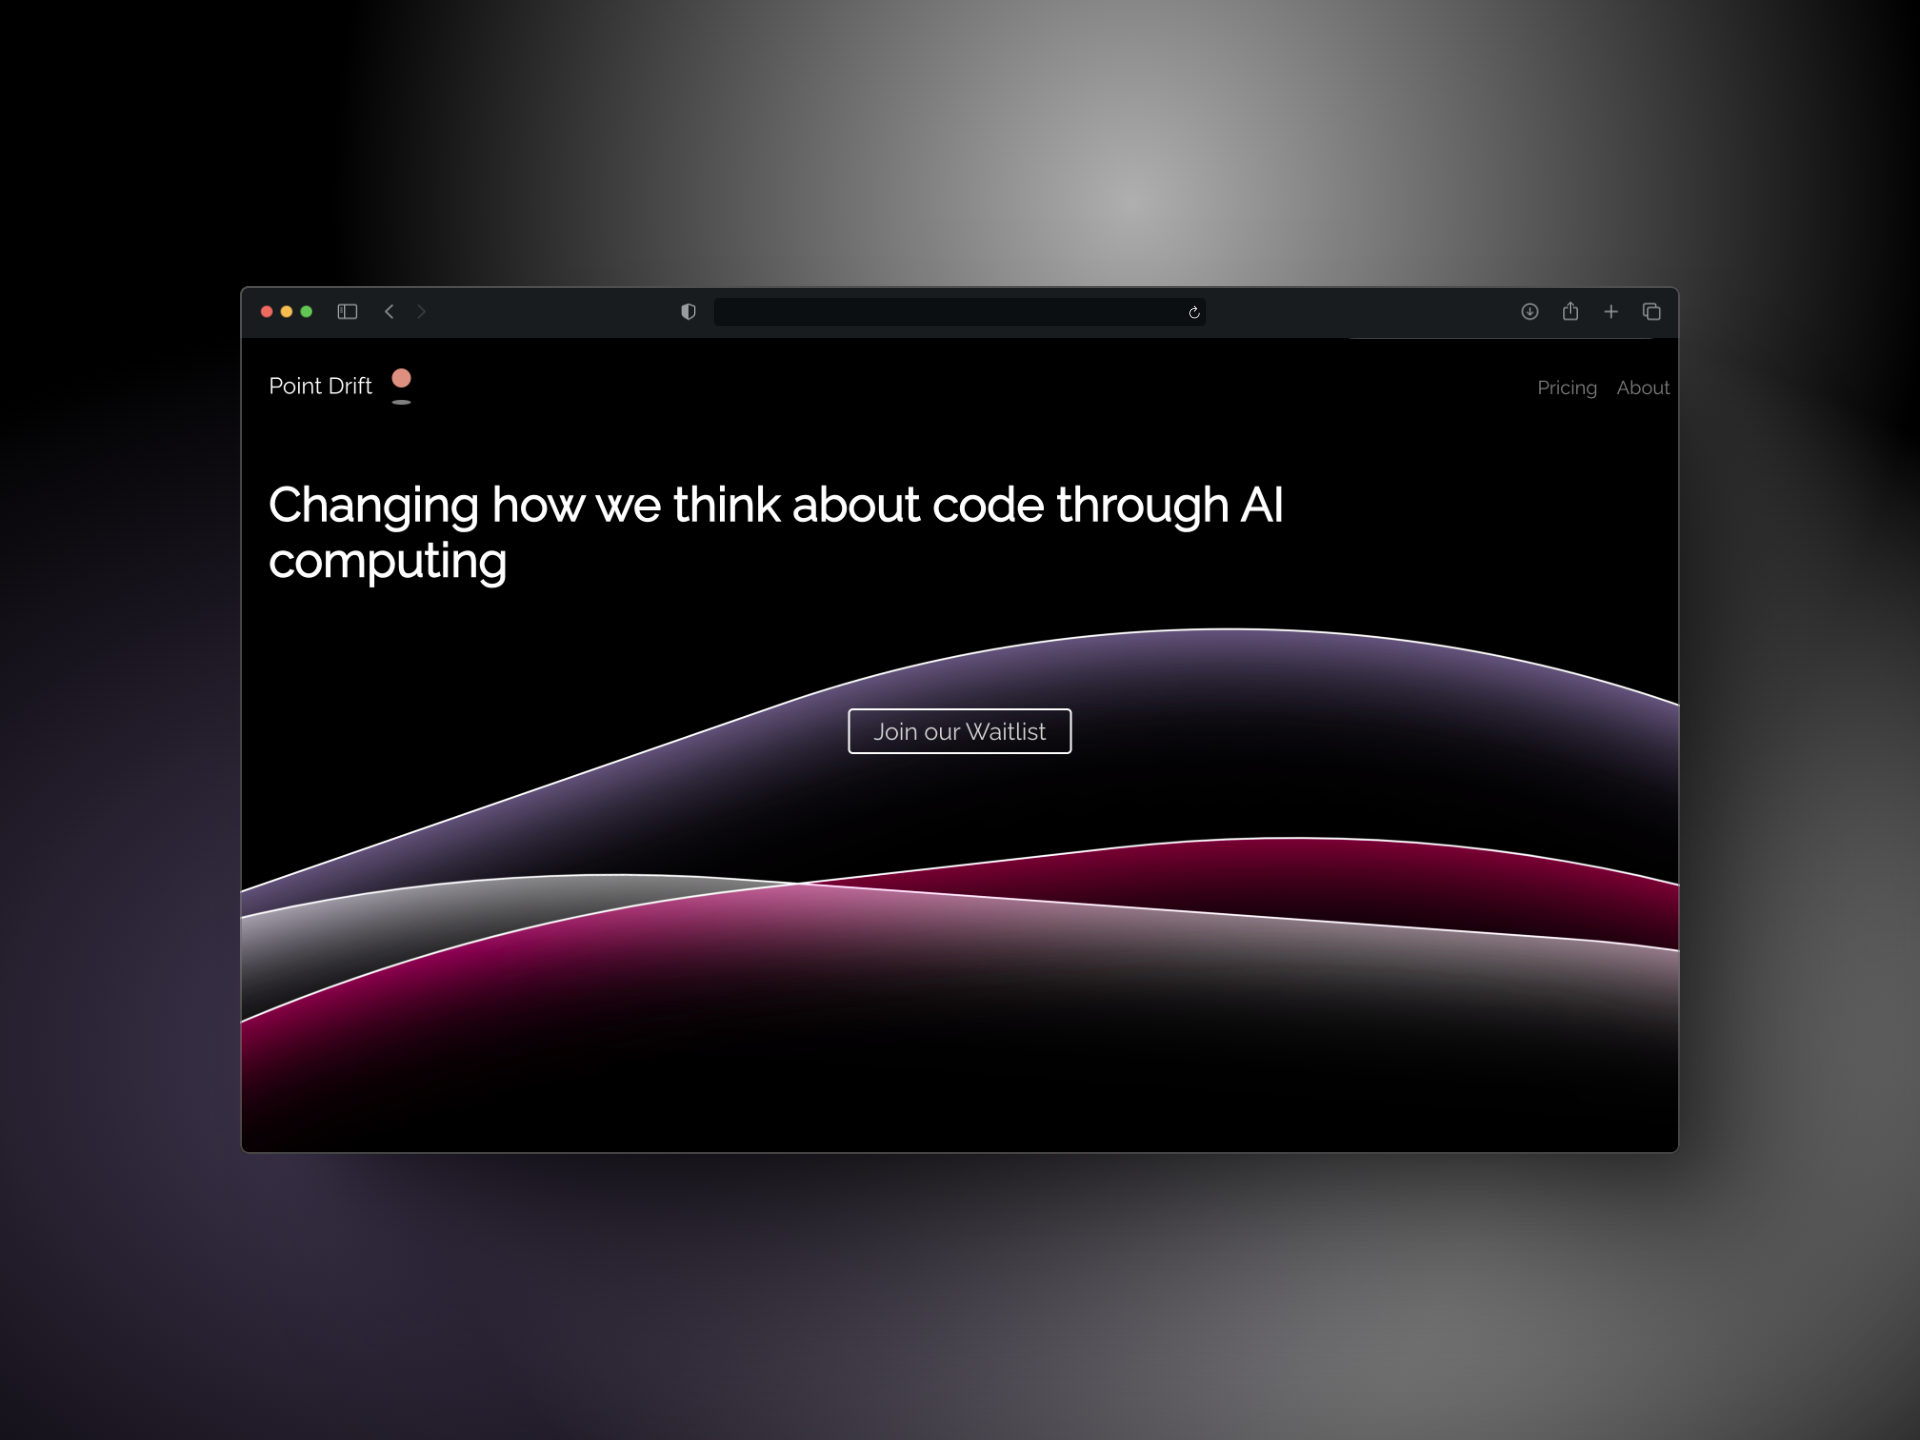 Point Drift
Pricing About
Changing how we think about code through AI
computing
Join our Waitlist